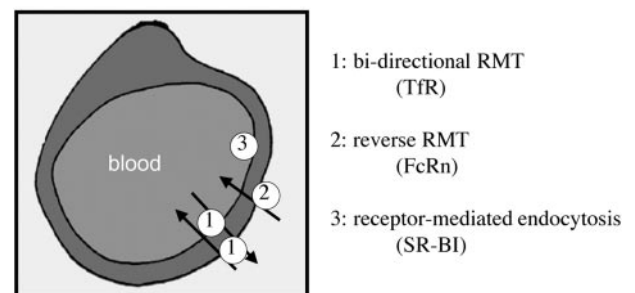 1: bi-directional RMT
(TfR)
2: reverse RMT
(FcRn)
3: receptor-mediated endocytosis
(SR-BI)
blood
3
2
1
1